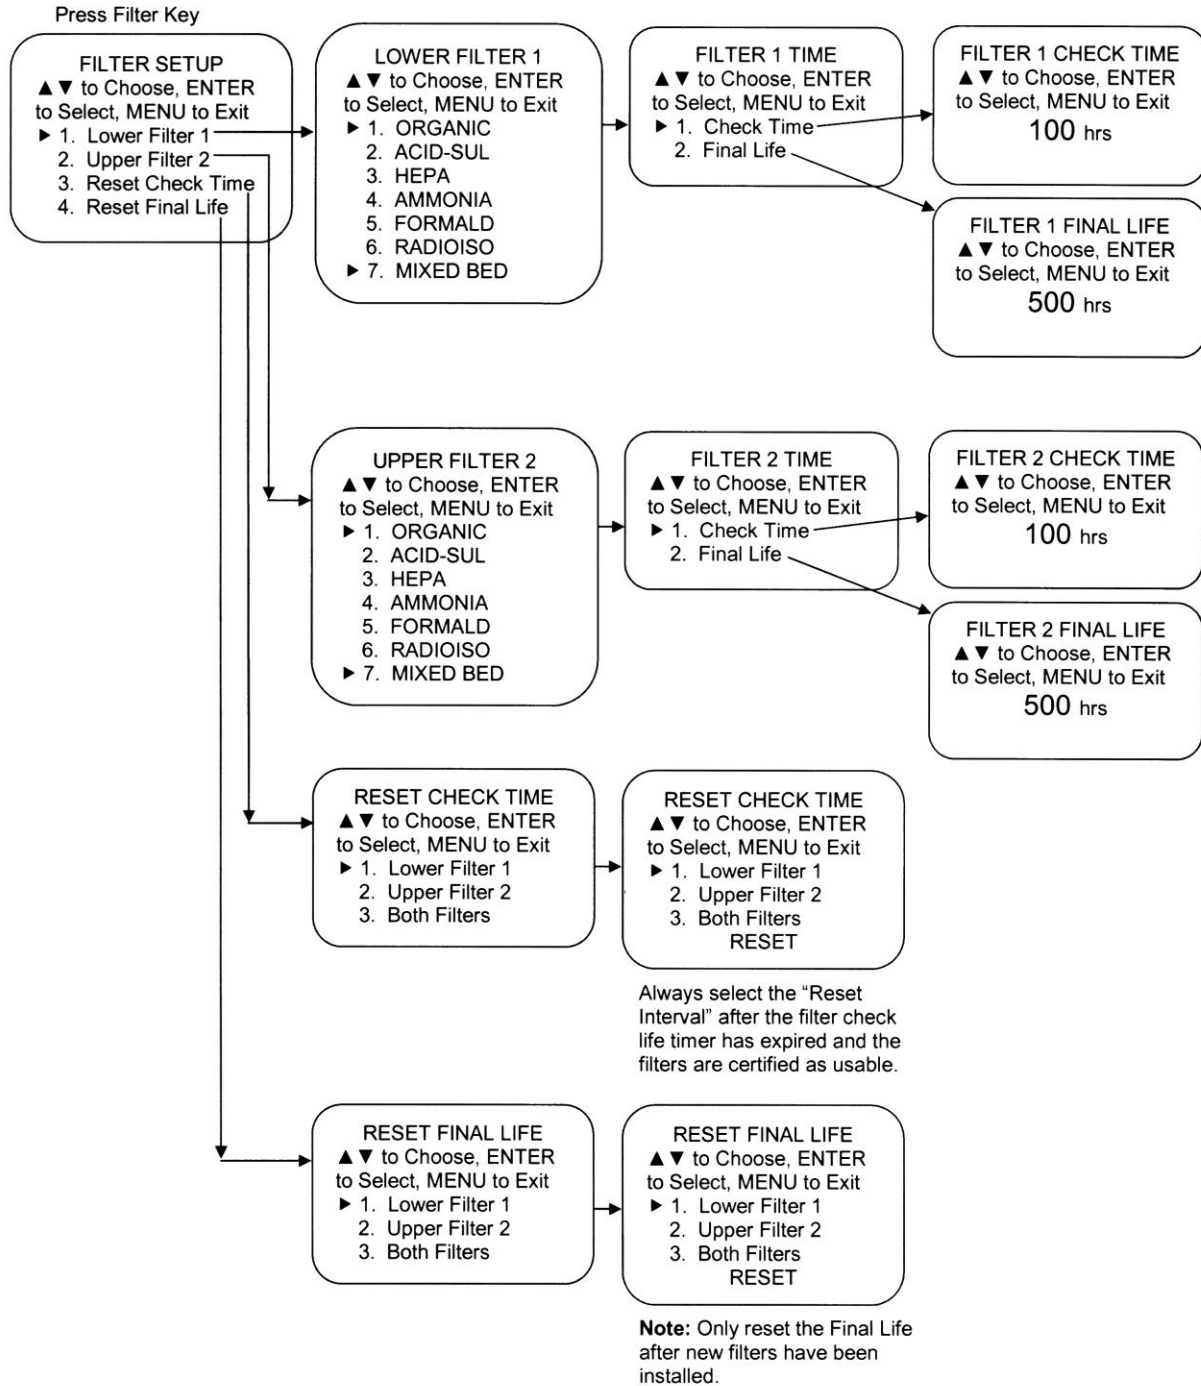 Press Filter Key
FILTER SETUP
▲ ▼ to Choose, ENTER
to Select, MENU to Exit
► 1. Lower Filter 1
2. Upper Filter 2
3. Reset Check Time
4. Reset Final Life
LOWER FILTER 1
▲ ▼ to Choose, ENTER
to Select, MENU to Exit
► 1. ORGANIC
2. ACID-SUL
3. HEPA
4. AMMONIA
5. FORMALD
6. RADIOISO
► 7. MIXED BED
FILTER 1 TIME
▲ ▼ to Choose, ENTER
to Select, MENU to Exit
► 1. Check Time
2. Final Life
FILTER 1 CHECK TIME
▲ ▼ to Choose, ENTER
to Select, MENU to Exit
100 hrs
FILTER 1 FINAL LIFE
▲ ▼ to Choose, ENTER
to Select, MENU to Exit
500 hrs
UPPER FILTER 2
▲ ▼ to Choose, ENTER
to Select, MENU to Exit
► 1. ORGANIC
2. ACID-SUL
3. HEPA
4. AMMONIA
5. FORMALD
6. RADIOISO
► 7. MIXED BED
FILTER 2 TIME
▲ ▼ to Choose, ENTER
to Select, MENU to Exit
► 1. Check Time
2. Final Life
FILTER 2 CHECK TIME
▲ ▼ to Choose, ENTER
to Select, MENU to Exit
100 hrs
FILTER 2 FINAL LIFE
▲ ▼ to Choose, ENTER
to Select, MENU to Exit
500 hrs
RESET CHECK TIME
▲ ▼ to Choose, ENTER
to Select, MENU to Exit
► 1. Lower Filter 1
2. Upper Filter 2
3. Both Filters
RESET CHECK TIME
▲ ▼ to Choose, ENTER
to Select, MENU to Exit
► 1. Lower Filter 1
2. Upper Filter 2
3. Both Filters
RESET
Always select the “Reset
Interval” after the filter check
life timer has expired and the
filters are certified as usable.
RESET FINAL LIFE
▲ ▼ to Choose, ENTER
to Select, MENU to Exit
► 1. Lower Filter 1
2. Upper Filter 2
3. Both Filters
RESET FINAL LIFE
▲ ▼ to Choose, ENTER
to Select, MENU to Exit
► 1. Lower Filter 1
2. Upper Filter 2
3. Both Filters
RESET
Note: Only reset the Final Life
after new filters have been
installed.